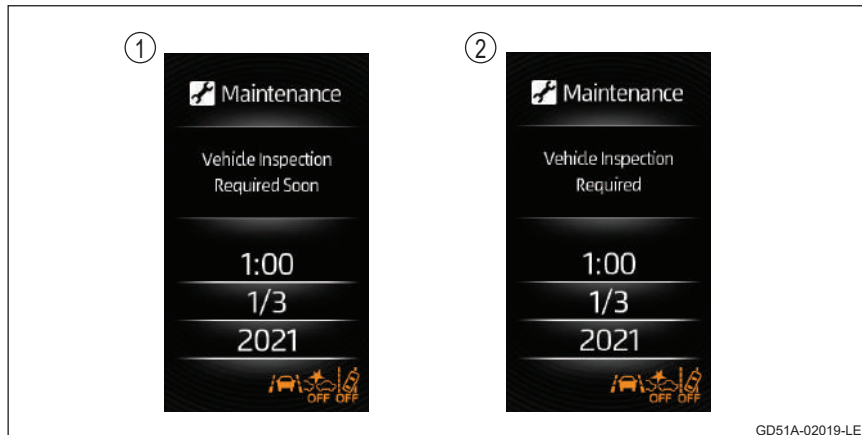 1
Maintenance
Vehicle Inspection
Required Soon
1:00
1/3
2021
OFF OFF
2
Maintenance
Vehicle Inspection
Required
1:00
1/3
2021
OFF OFF
GD51A-02019-LE